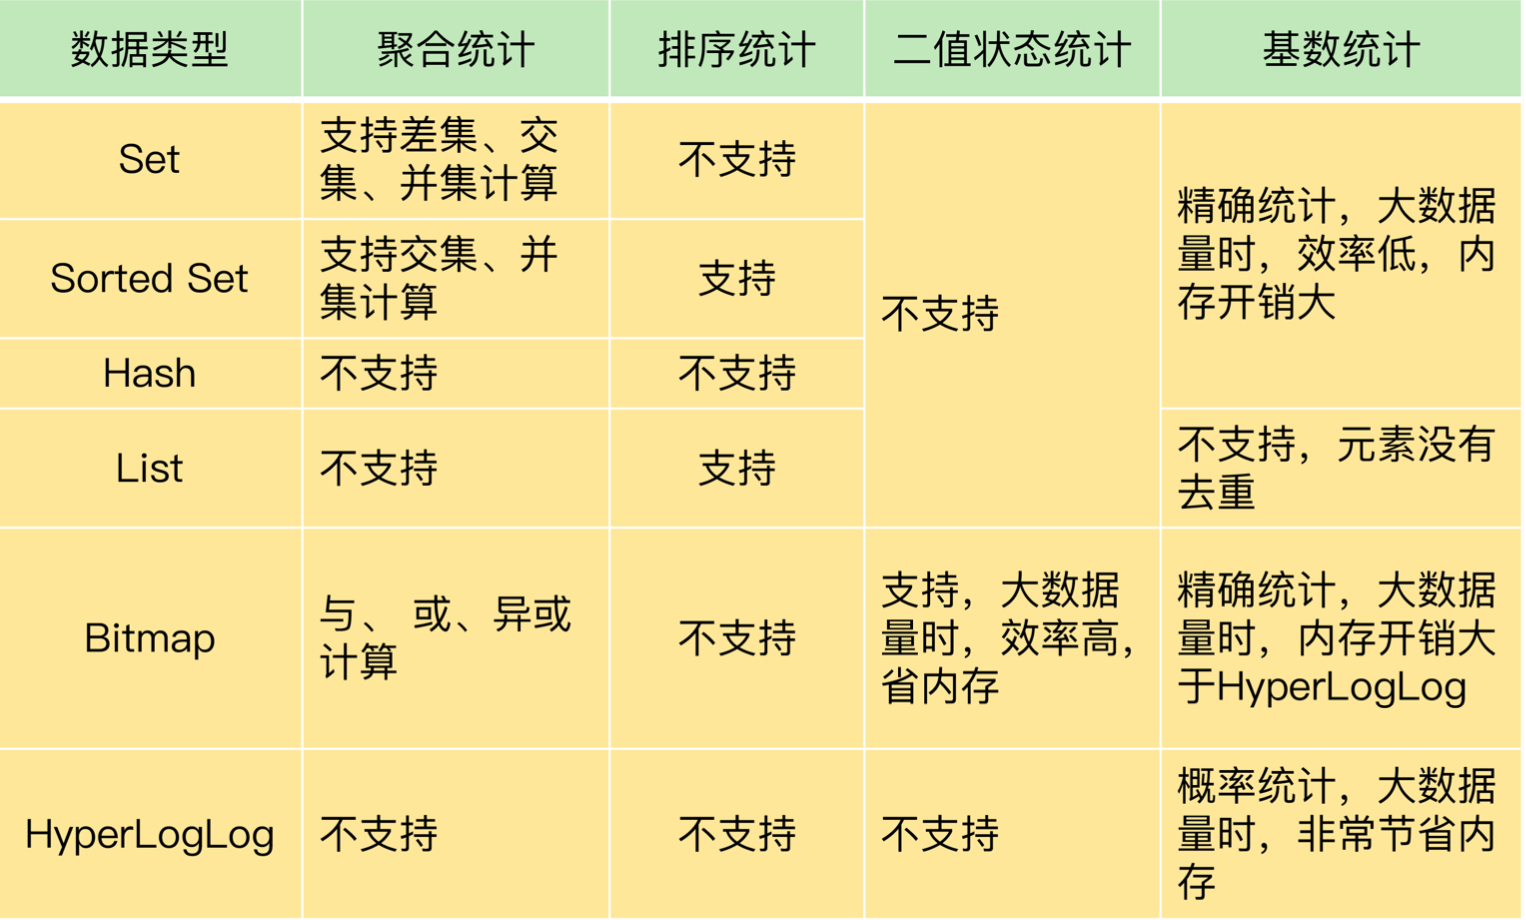 数据类型
聚合统计
排序统计
二值状态统计
基数统计
Set
支持差集、交
集、并集计算
不支持
不支持
精确统计，大数据
量时，效率低，内
存开销大
Sorted Set
支持交集、并
集计算
支持
Hash
不支持
不支持
List
不支持
支持
不支持，元素没有
去重
Bitmap
与、 或、异或
计算
不支持
支持，大数据
量时，效率高，
省内存
精确统计，大数据
量时，内存开销大
于HyperLogLog
HyperLogLog
不支持
不支持
不支持
概率统计，大数据
量时，非常节省内
存